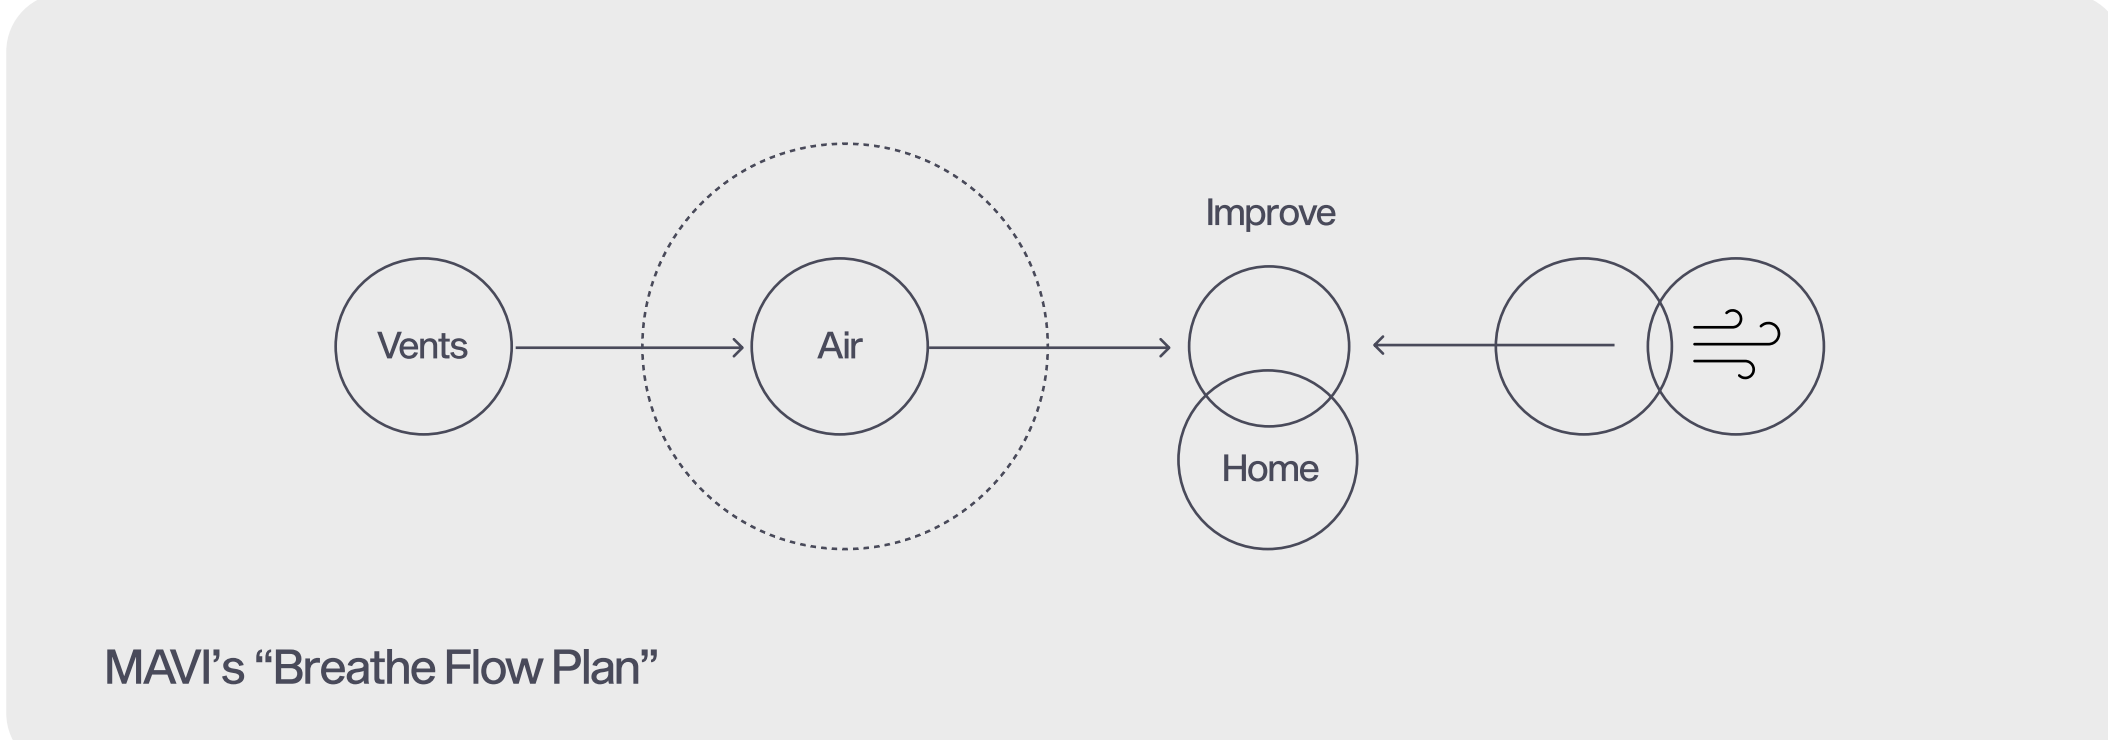 Improve
Vents
Air
Home
MAVI’s “Breathe Flow Plan”